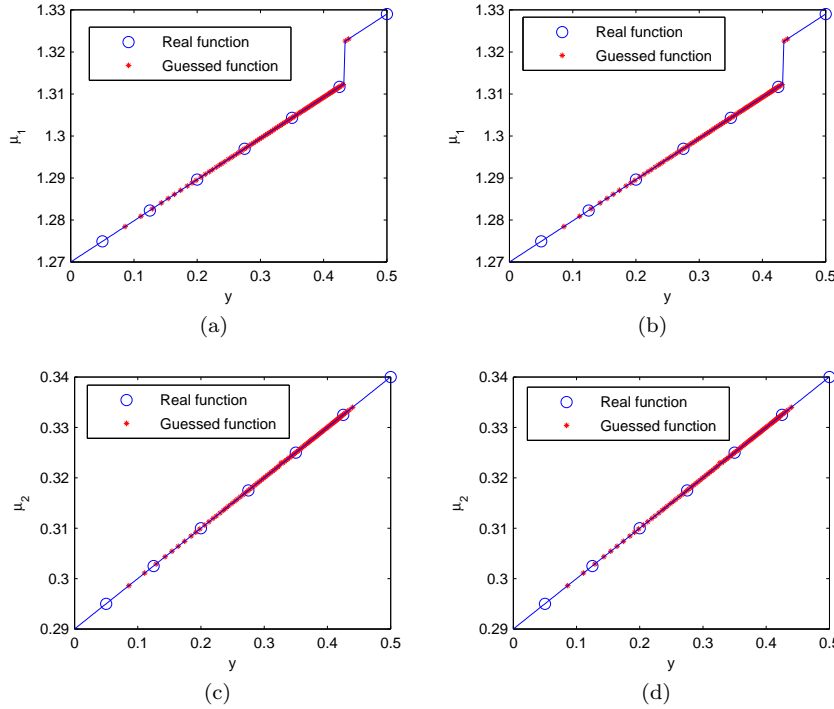 1.33
1.32
1.31
1.3
1.29
1.28
1.27
μ1
Real function
Guessed function
0 0.1 0.2 0.3 0.4 0.5
y
(a)
1.33
1.32
1.31
1.3
1.29
1.28
1.27
μ1
Real function
Guessed function
0 0.1 0.2 0.3 0.4 0.5
y
(b)
0.34
0.33
0.32
0.31
0.3
0.29
μ2
Real function
Guessed function
0 0.1 0.2 0.3 0.4 0.5
y
(c)
0.34
0.33
0.32
0.31
0.3
0.29
μ2
Real function
Guessed function
0 0.1 0.2 0.3 0.4 0.5
y
(d)